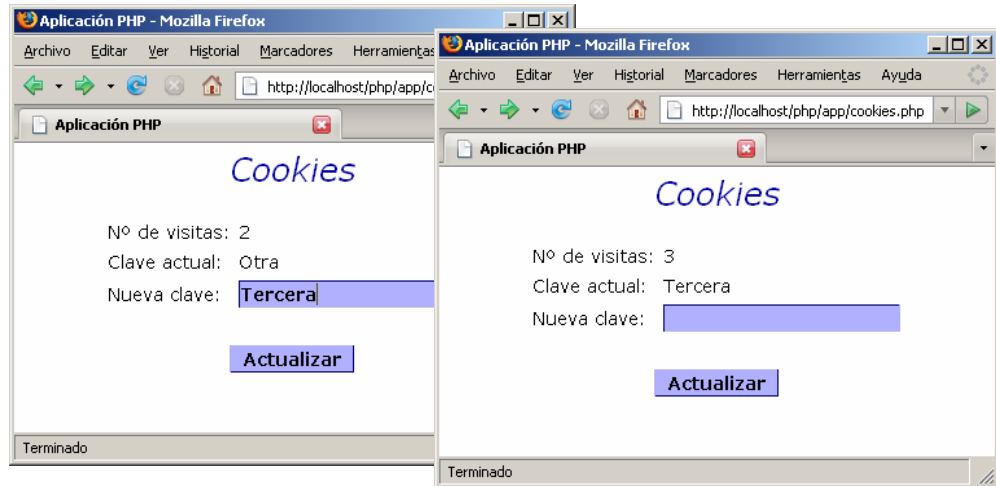 Aplicación PHP - Mozilla Firefox
Archivo Editar Ver Historial Marcadores Herramientas
http://localhost/php/app/c
Aplicación PHP
Cookies
Nº de visitas: 2
Clave actual: Otra
Nueva clave: Tercera
Actualizar
Terminado
Aplicación PHP - Mozilla Firefox
Archivo Editar Ver Historial Marcadores Herramientas Ayuda
http://localhost/php/app/cookies.php
Aplicación PHP
Cookies
Nº de visitas: 3
Clave actual: Tercera
Nueva clave:
Actualizar
Terminado